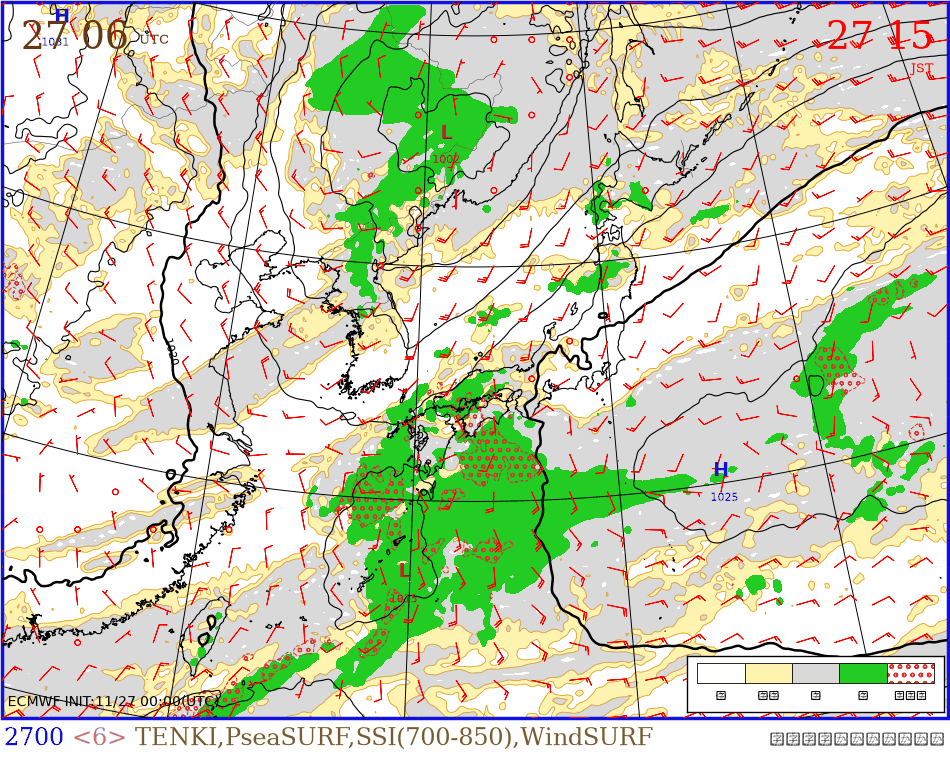 27 06 UTC
27 15 JST
H
1031
L
1002
1020
H
1025
L
ECMWF INIT:11/27 00:00(UTC)
2700 <6> TENKI,PseaSURF,SSI(700-850),WindSURF